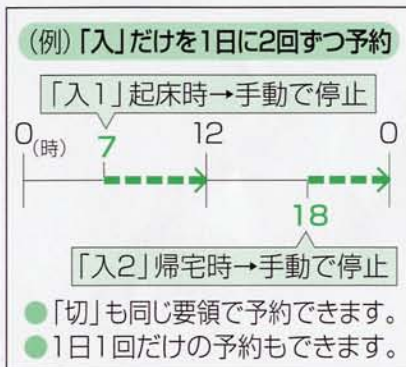 (例)「入」だけを1日に2回ずつ予約
「入1」起床時→手動で停止
0(時) 7 12 0
18
「入2」帰宅時→手動で停止
●「切」も同じ要領で予約できます。
●1日1回だけの予約もできます。